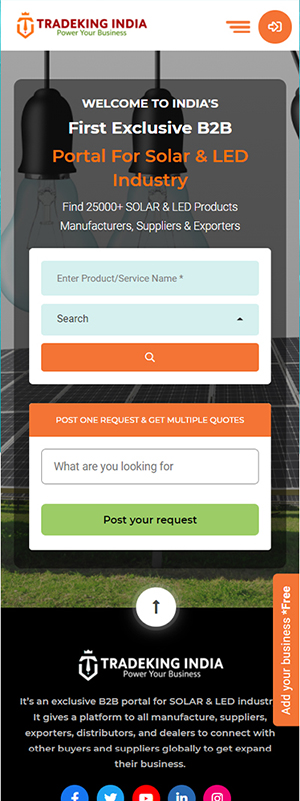 TRADEKING INDIA
Power Your Business
WELCOME TO INDIA'S
First Exclusive B2B
Portal For Solar & LED
Industry
Find 25000+ SOLAR & LED Products
Manufacturers, Suppliers & Exporters
Enter Product/Service Name *
Search
POST ONE REQUEST & GET MULTIPLE QUOTES
What are you looking for
Post your request
Add your business *Free
TRADEKING INDIA
Power Your Business
It's an exclusive B2B portal for SOLAR & LED industr
It gives a platform to all manufacture, suppliers,
exporters, distributors, and dealers to connect with
other buyers and suppliers globally to get expand
their business.